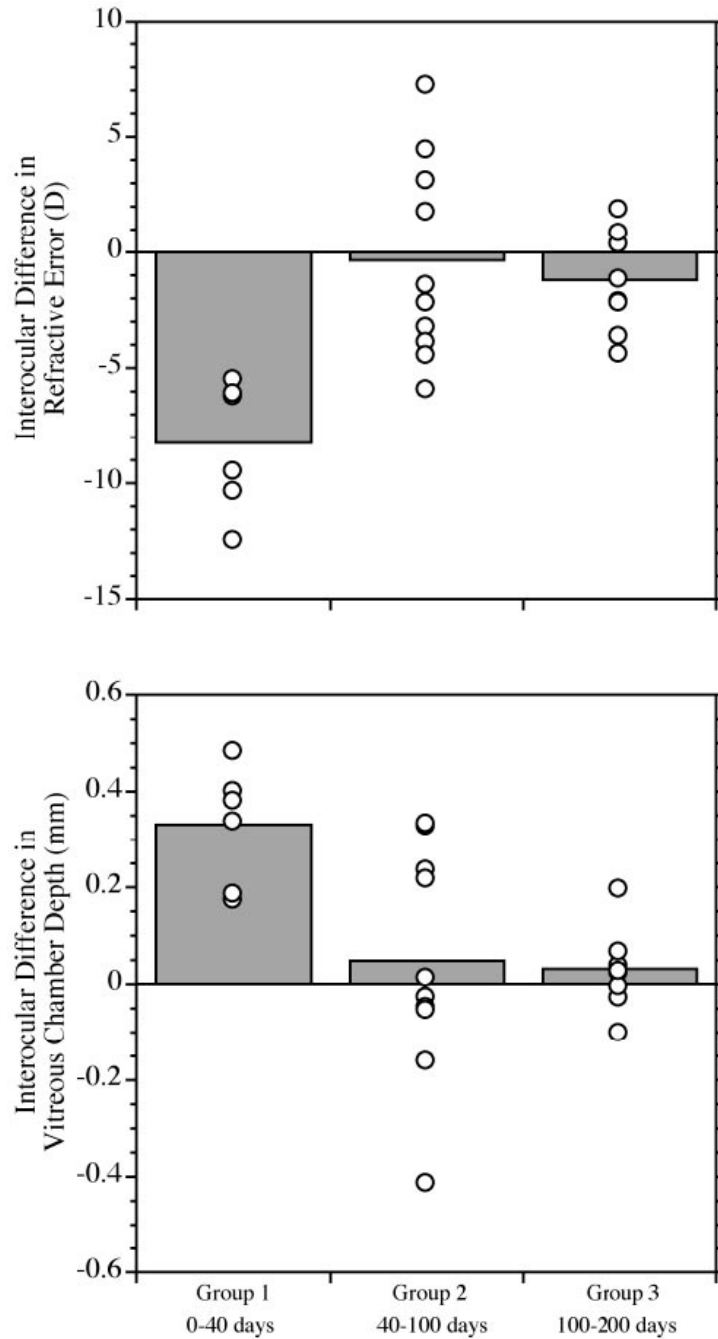 10
5
0
-5
-10
-15
Interocular Difference in
Refractive Error (D)
0.6
0.4
0.2
0
-0.2
-0.4
-0.6
Interocular Difference in
Vitreous Chamber Depth (mm)
Group 1
0-40 days
Group 2
40-100 days
Group 3
100-200 days